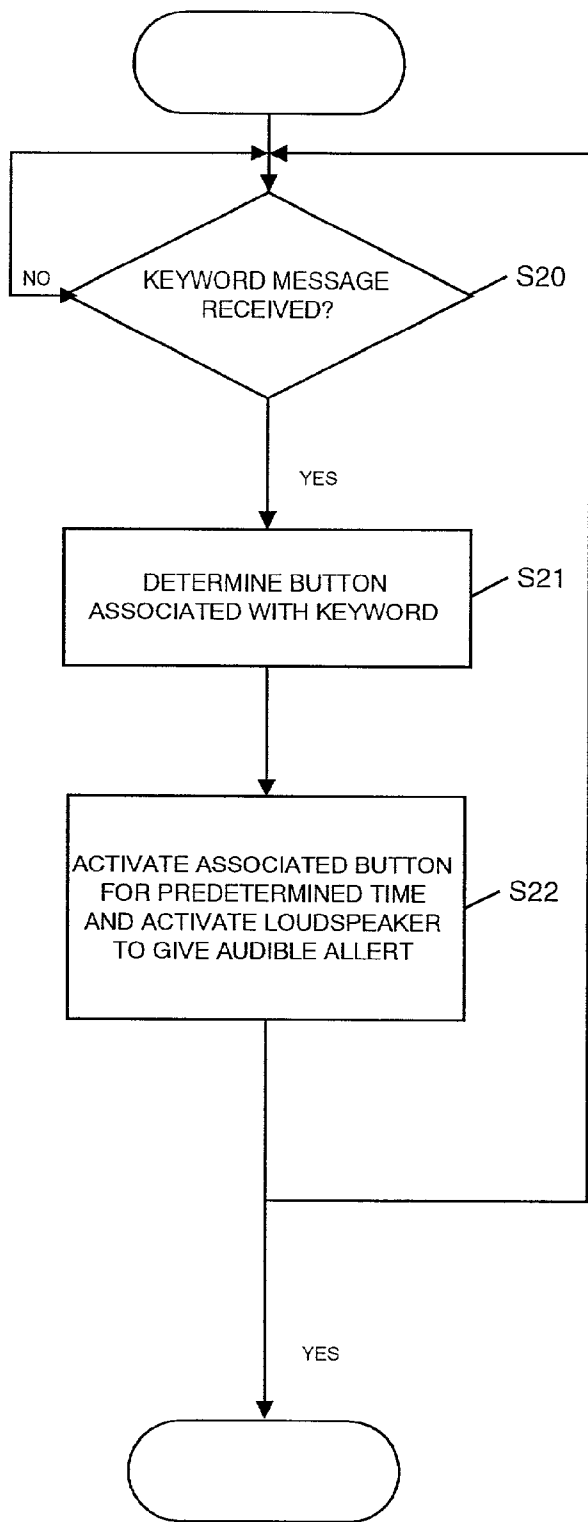 KEYWORD MESSAGE
RECEIVED?
S20
NO
YES
DETERMINE BUTTON
ASSOCIATED WITH KEYWORD
S21
ACTIVATE ASSOCIATED BUTTON
FOR PREDETERMINED TIME
AND ACTIVATE LOUDSPEAKER
TO GIVE AUDIBLE ALLERT
S22
YES